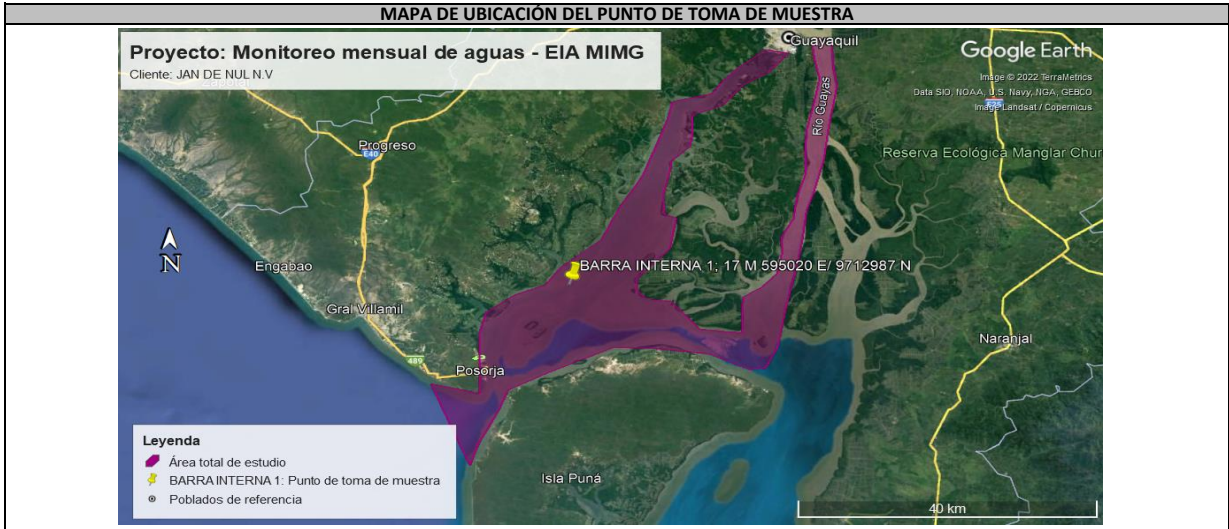 MAPA DE UBICACIÓN DEL PUNTO DE TOMA DE MUESTRA
Proyecto: Monitoreo mensual de aguas - EIA MIMG
Cliente: JAN DE NUL N.V
Guayaquil
Google Earth
Image © 2022 TerraMetrics
Data SIO, NOAA, U.S. Navy, NGA, GEBCO
Image Landsat / Copernicus
E25
Río Guayas
Progreso
E40
Reserva Ecológica Manglar Chur
N
Engabao
BARRA INTERNA 1; 17 M 595020 E/ 9712987 N
Gral Villamil
Naranjal
489
Posorja
Leyenda
Área total de estudio
BARRA INTERNA 1: Punto de toma de muestra
Poblados de referencia
Isla Puná
40 km